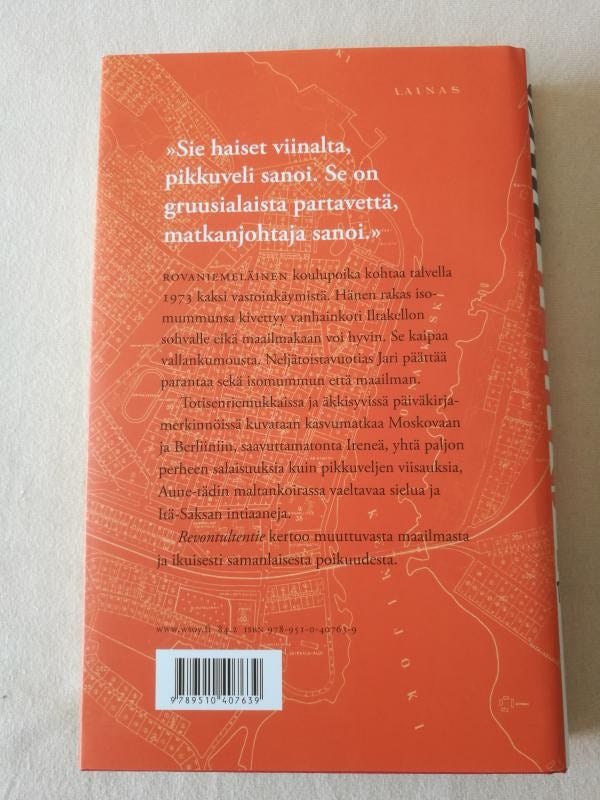 LAINAS
»Sie haiset viinalta,
pikkuveli sanoi. Se on
gruusialaista partavettä,
matkanjohtaja sanoi.»
ROVANIEMELÄINEN koulupoika kohtaa talvella
1973 kaksi vastoinkäymistä. Hänen rakas iso-
mummunsa kivettyy vanhainkoti Iltakellon
sohvalle eikä maailmakaan voi hyvin. Se kaipaa
vallankumousta. Neljätoistavuotias Jari päättää
parantaa sekä isomummun että maailman.
Totisenriemukkaissa ja äkkisyvissä päiväkirja-
merkinnöissä kuvataan kasvumatkaa Moskovaan
ja Berliiniin, saavuttamatonta Ireneä, yhtä paljon
perheen salaisuuksia kuin pikkuveljen viisauksia,
Aune-tädin maltankoirassa vaeltavaa sielua ja
Itä-Saksan intiaaneja.
Revontultentie kertoo muuttuvasta maailmasta
ja ikuisesti samanlaisesta poikuudesta.
www.wsoy.fi 84.2 ISBN 978-951-0-40763-9
9 789510 407639
MIJOKI